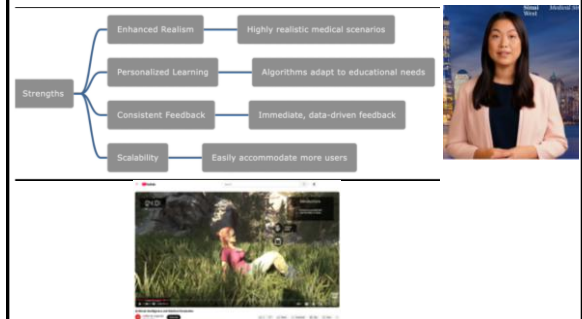 Strengths
Enhanced Realism
Highly realistic medical scenarios
Personalized Learning
Algorithms adapt to educational needs
Consistent Feedback
Immediate, data-driven feedback
Scalability
Easily accommodate more users
Sinai
West